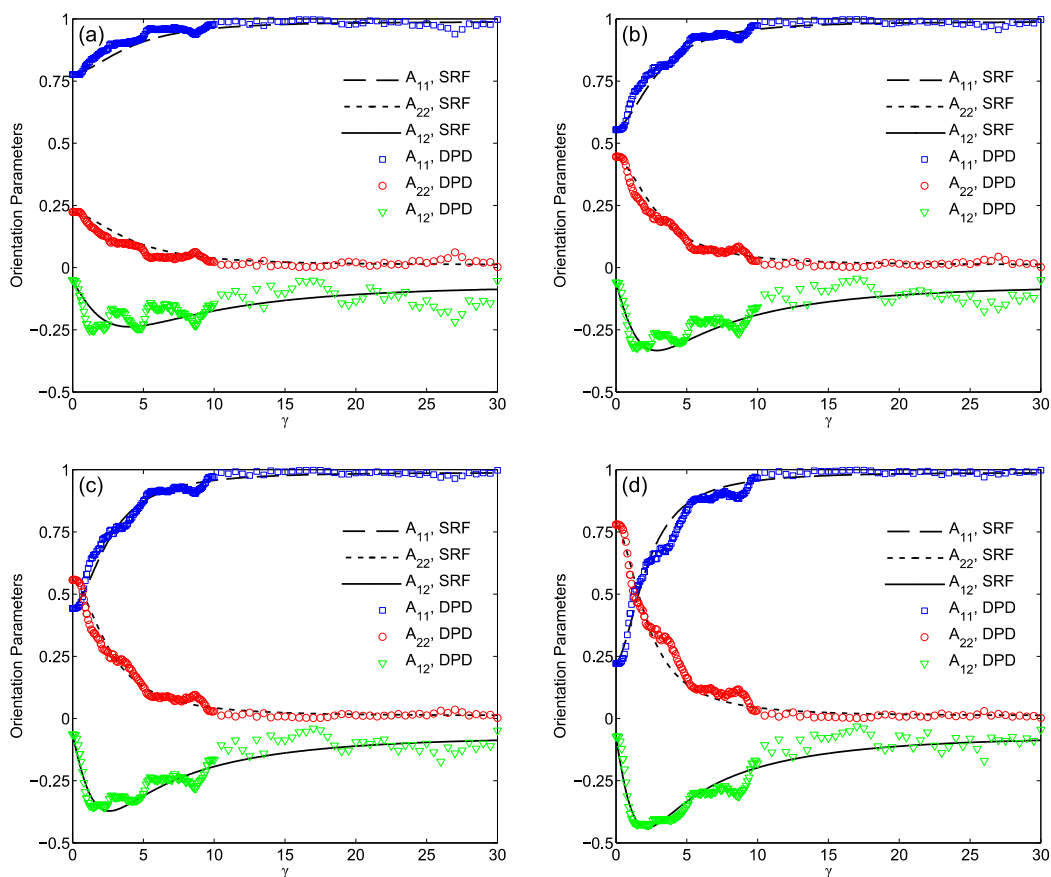 (a)
1
0.75
0.5
0.25
0
−0.25
−0.5
Orientation Parameters
A11, SRF
A22, SRF
A12, SRF
A11, DPD
A22, DPD
A12, DPD
0 5 10 15 20 25 30
γ
(b)
1
0.75
0.5
0.25
0
−0.25
−0.5
Orientation Parameters
A11, SRF
A22, SRF
A12, SRF
A11, DPD
A22, DPD
A12, DPD
0 5 10 15 20 25 30
γ
(c)
1
0.75
0.5
0.25
0
−0.25
−0.5
Orientation Parameters
A11, SRF
A22, SRF
A12, SRF
A11, DPD
A22, DPD
A12, DPD
0 5 10 15 20 25 30
γ
(d)
1
0.75
0.5
0.25
0
−0.25
−0.5
Orientation Parameters
A11, SRF
A22, SRF
A12, SRF
A11, DPD
A22, DPD
A12, DPD
0 5 10 15 20 25 30
γ